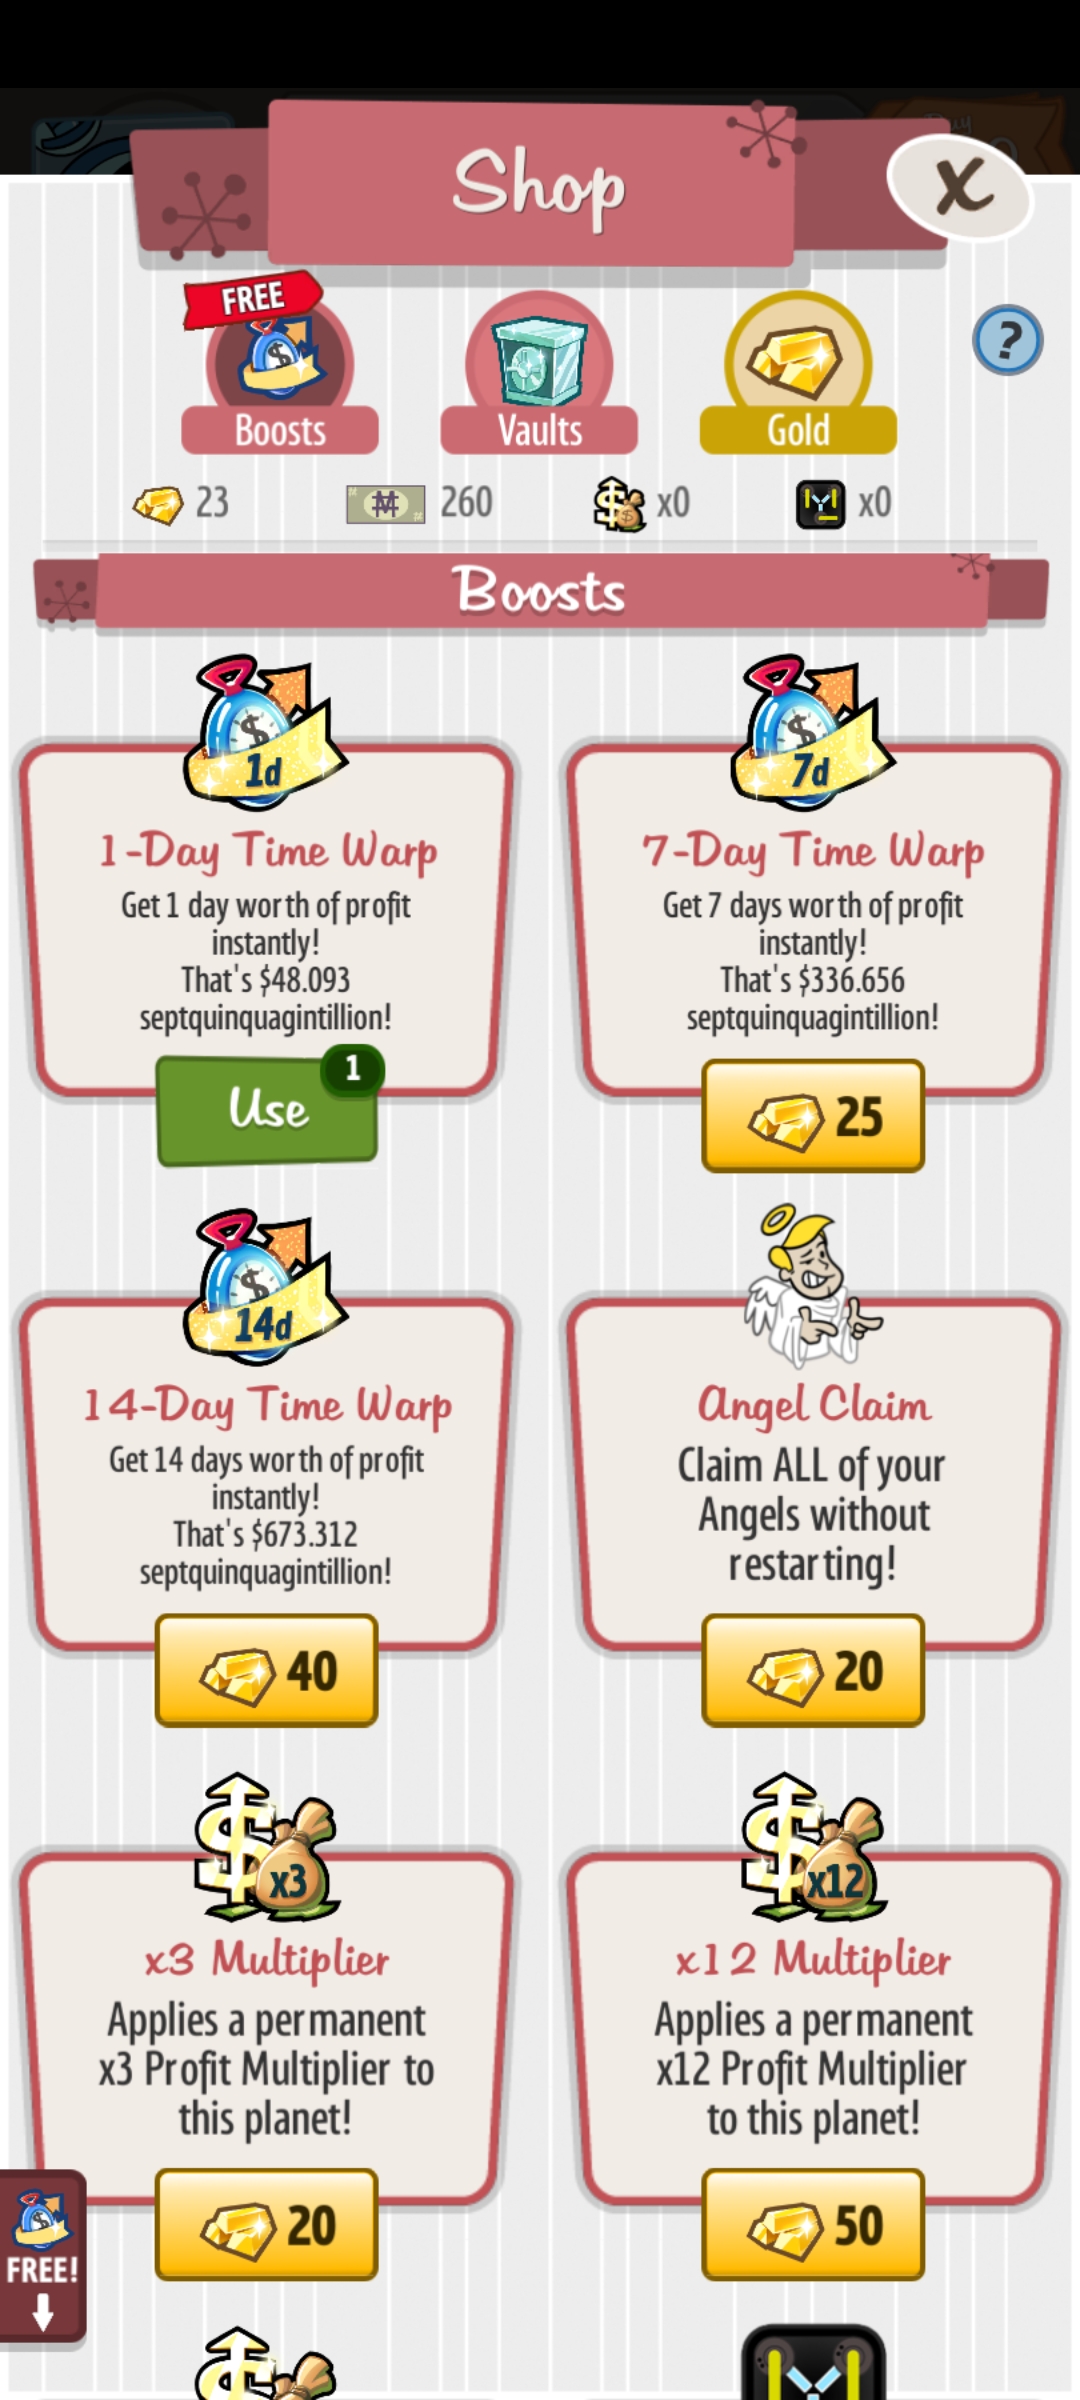 Buy
Shop
X
FREE
?
Boosts
Vaults
Gold
23
260
x0
x0
Boosts
1d
7d
1-Day Time Warp
7-Day Time Warp
Get 1 day worth of profit
instantly!
That's $48.093
septquinquagintillion!
Get 7 days worth of profit
instantly!
That's $336.656
septquinquagintillion!
Use
1
25
14d
14-Day Time Warp
Angel Claim
Get 14 days worth of profit
instantly!
That's $673.312
septquinquagintillion!
Claim ALL of your
Angels without
restarting!
40
20
x3
x12
x3 Multiplier
x12 Multiplier
Applies a permanent
x3 Profit Multiplier to
this planet!
Applies a permanent
x12 Profit Multiplier
to this planet!
20
50
FREE!